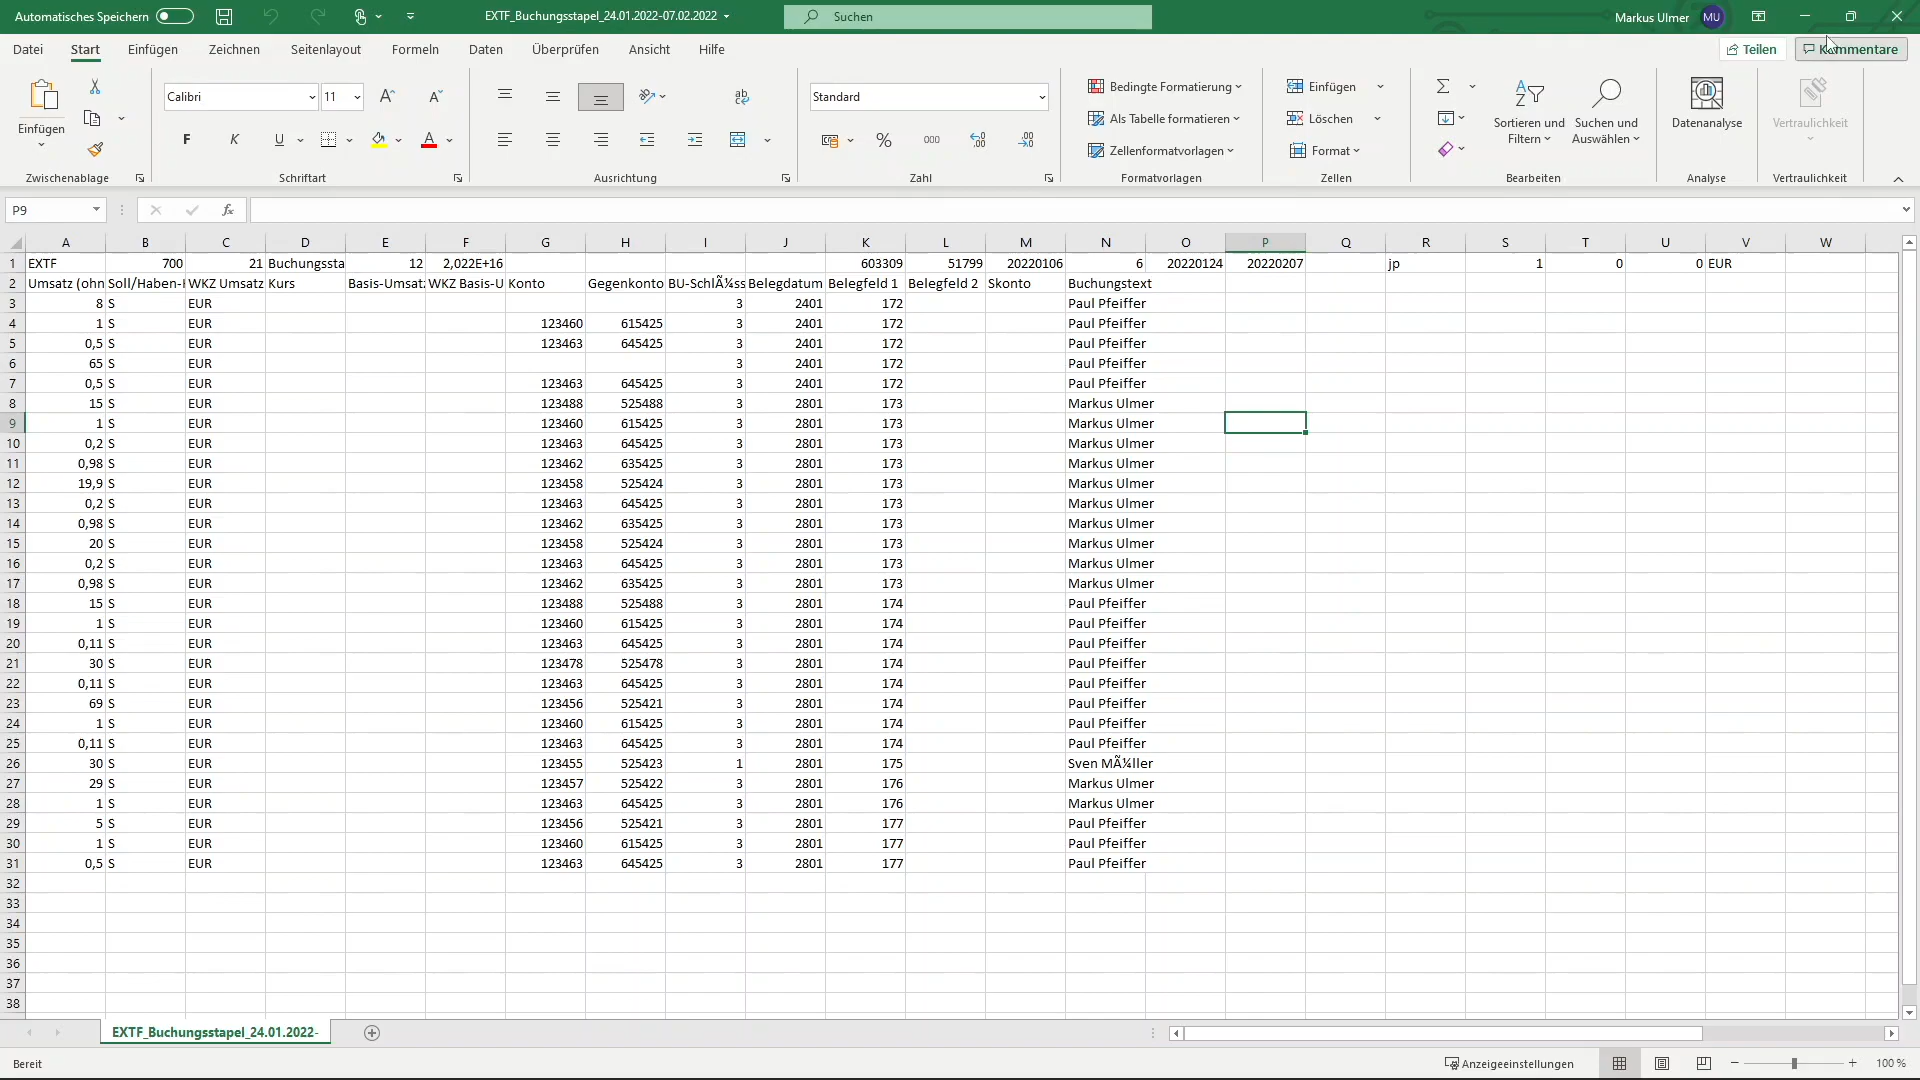 Automatisches Speichern EXTF_Buchungsstapel_24.01.2022-07.02.2022 Suchen Markus Ulmer MU
Datei Start Einfügen Zeichnen Seitenlayout Formeln Daten Überprüfen Ansicht Hilfe Teilen Kommentare
Einfügen
Calibri 11
F K U A
Standard
% 000
Bedingte Formatierung
Als Tabelle formatieren
Zellenformatvorlagen
Einfügen
Löschen
Format
Sortieren und Filtern
Suchen und Auswählen
Datenanalyse
Vertraulichkeit
Zwischenablage Schriftart Ausrichtung Zahl Formatvorlagen Zellen Bearbeiten Analyse Vertraulichkeit
P9 fx
A B C D E F G H I J K L M N O P Q R S T U V W
1 EXTF 700 21 Buchungssta 12 2,022E+16 603309 51799 20220106 6 20220124 20220207 jp 1 0 0 EUR
2 Umsatz (ohn Soll/Haben- WKZ Umsatz Kurs Basis-Umsat WKZ Basis-U Konto Gegenkonto BU-SchlÃ¼ss Belegdatum Belegfeld 1 Belegfeld 2 Skonto Buchungstext
3 8 S EUR 3 2401 172 Paul Pfeiffer
4 1 S EUR 123460 615425 3 2401 172 Paul Pfeiffer
5 0,5 S EUR 123463 645425 3 2401 172 Paul Pfeiffer
6 65 S EUR 3 2401 172 Paul Pfeiffer
7 0,5 S EUR 123463 645425 3 2401 172 Paul Pfeiffer
8 15 S EUR 123488 525488 3 2801 173 Markus Ulmer
9 1 S EUR 123460 615425 3 2801 173 Markus Ulmer
10 0,2 S EUR 123463 645425 3 2801 173 Markus Ulmer
11 0,98 S EUR 123462 635425 3 2801 173 Markus Ulmer
12 19,9 S EUR 123458 525424 3 2801 173 Markus Ulmer
13 0,2 S EUR 123463 645425 3 2801 173 Markus Ulmer
14 0,98 S EUR 123462 635425 3 2801 173 Markus Ulmer
15 20 S EUR 123458 525424 3 2801 173 Markus Ulmer
16 0,2 S EUR 123463 645425 3 2801 173 Markus Ulmer
17 0,98 S EUR 123462 635425 3 2801 173 Markus Ulmer
18 15 S EUR 123488 525488 3 2801 174 Paul Pfeiffer
19 1 S EUR 123460 615425 3 2801 174 Paul Pfeiffer
20 0,11 S EUR 123463 645425 3 2801 174 Paul Pfeiffer
21 30 S EUR 123478 525478 3 2801 174 Paul Pfeiffer
22 0,11 S EUR 123463 645425 3 2801 174 Paul Pfeiffer
23 69 S EUR 123456 525421 3 2801 174 Paul Pfeiffer
24 1 S EUR 123460 615425 3 2801 174 Paul Pfeiffer
25 0,11 S EUR 123463 645425 3 2801 174 Paul Pfeiffer
26 30 S EUR 123455 525423 1 2801 175 Sven MÃ¼ller
27 29 S EUR 123457 525422 3 2801 176 Markus Ulmer
28 1 S EUR 123463 645425 3 2801 176 Markus Ulmer
29 5 S EUR 123456 525421 3 2801 177 Paul Pfeiffer
30 1 S EUR 123460 615425 3 2801 177 Paul Pfeiffer
31 0,5 S EUR 123463 645425 3 2801 177 Paul Pfeiffer
32
33
34
35
36
37
38
EXTF_Buchungsstapel_24.01.2022-
Bereit Anzeigeeinstellungen 100 %